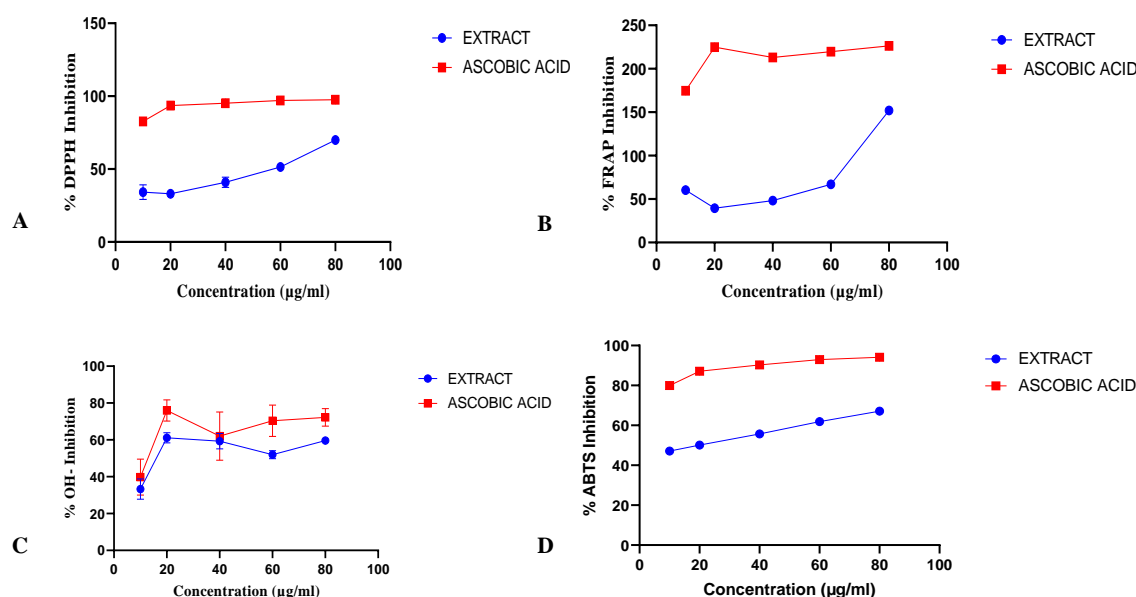 A
150
100
50
0
% DPPH Inhibition
0 20 40 60 80 100
Concentration (µg/ml)
EXTRACT
ASCOBIC ACID
B
250
200
150
100
50
0
% FRAP Inhibition
0 20 40 60 80 100
Concentration (µg/ml)
EXTRACT
ASCOBIC ACID
C
100
80
60
40
20
0
% OH- Inibition
0 20 40 60 80 100
Concentration (µg/ml)
EXTRACT
ASCOBIC ACID
D
100
80
60
40
20
0
% ABTS Inhibition
0 20 40 60 80 100
Concentration (µg/ml)
EXTRACT
ASCOBIC ACID